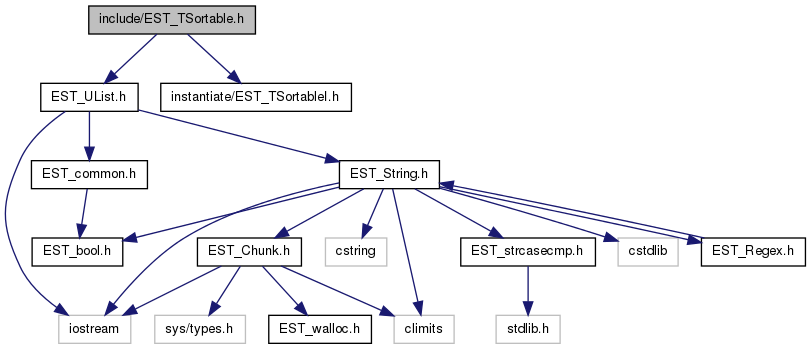 include/EST_TSortable.h
EST_UList.h
instantiate/EST_TSortableI.h
EST_common.h
EST_String.h
EST_bool.h
EST_Chunk.h
cstring
EST_strcasecmp.h
cstdlib
EST_Regex.h
iostream
sys/types.h
EST_walloc.h
climits
stdlib.h